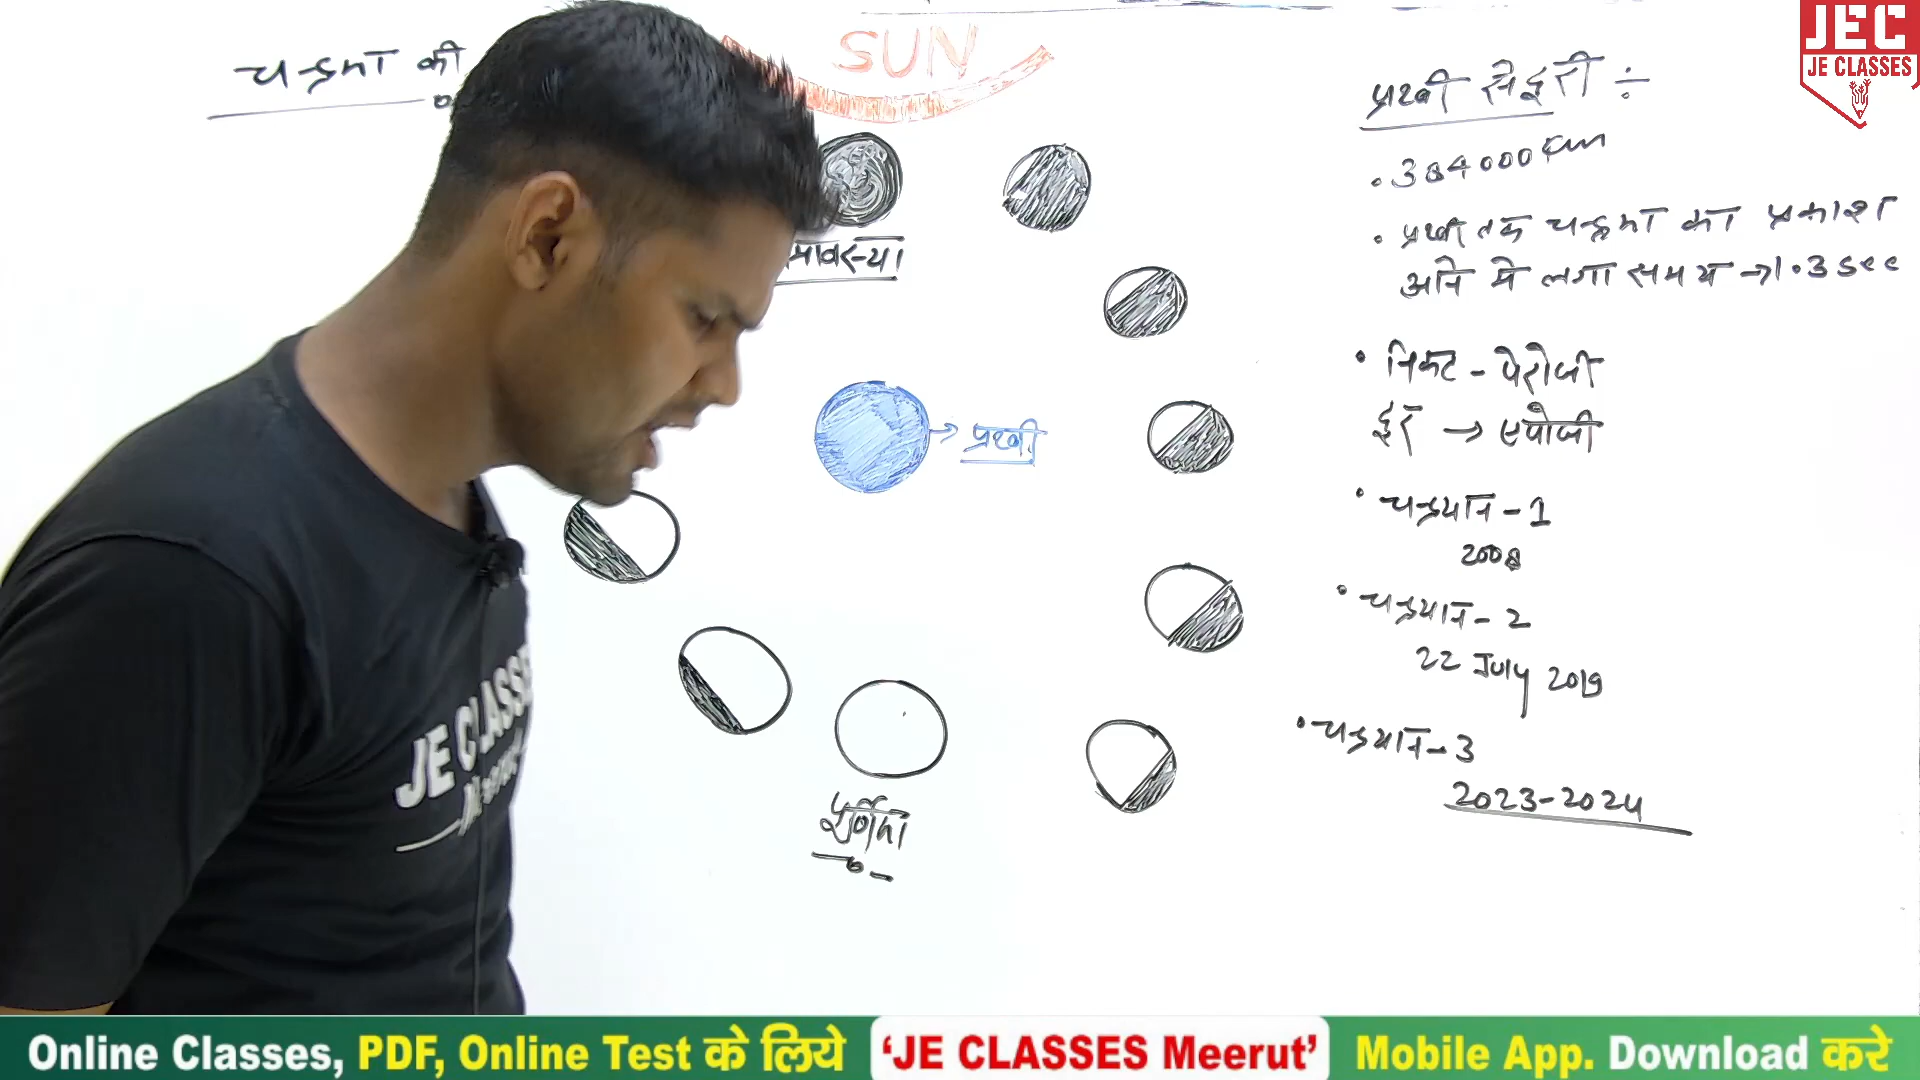 चन्द्रमा की
SUN
मावस्या
पृथ्वी
पूर्णिमा
पृथ्वी से दूरी ÷
• 384000 km
• पृथ्वी तक चन्द्रमा का प्रकाश
आने मे लगा समय → 1.3 sec
• निकट - पेरीजी
दूर → एपोजी
• चन्द्रयान - 1
2008
• चन्द्रयान - 2
22 July 2019
• चन्द्रयान - 3
2023-2024
JEC
JE CLASSES
JE CLASSES
Online Classes, PDF, Online Test के लिये 'JE CLASSES Meerut' Mobile App. Download करे